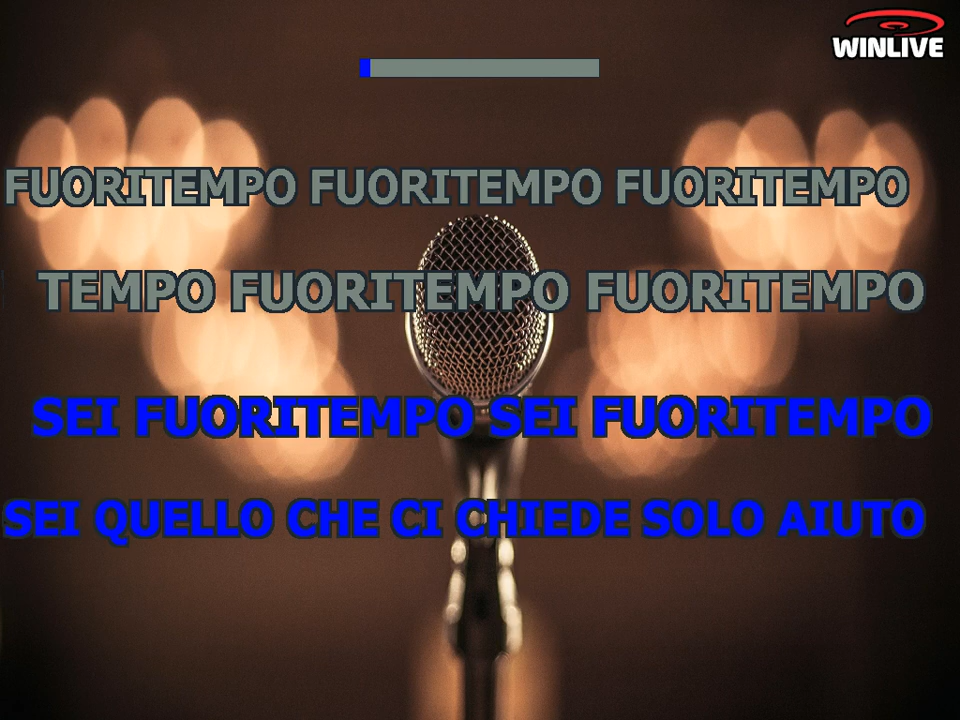 WINLIVE
FUORITEMPO FUORITEMPO FUORITEMPO
TEMPO FUORITEMPO FUORITEMPO
SEI FUORITEMPO SEI FUORITEMPO
SEI QUELLO CHE CI CHIEDE SOLO AIUTO